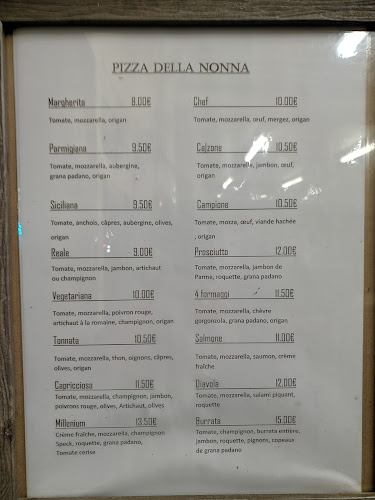 PIZZA DELLA NONNA
Margherita 8.00€
Tomate, mozzarella, origan
Parmigiana 9.50€
Tomate, mozzarella, aubergine,
grana padano, origan
Siciliana 9.50€
Tomate, anchois, câpres, aubergine, olives,
origan
Reale 9.00€
Tomate, mozzarella, jambon, artichaut
ou champignon
Vegetariana 10.00€
Tomate, mozzarella, poivron rouge,
artichaut à la romaine, champignon, origan
Tonnata 10.50€
Tomate, mozzarella, thon, oignons, câpres,
olives, origan
Capricciosa 11.50€
Tomate, mozzarella, champignon, jambon,
poivrons rouge, olives, Artichaut, olives
Millenium 13.50€
Crème fraîche, mozzarella, champignon
Speck, roquette, grana padano,
Tomate cerise
Chef 10.00€
Tomate, mozzarella, œuf, mergez, origan
Calzone 10.50€
Tomate, mozzarella, jambon, œuf,
origan
Campione 10.50€
Tomate, mozza, œuf, viande hachée
, origan
Prosciutto 12.00€
Tomate, mozzarella, jambon de
Parma, roquette, grana padano
4 formaggi 11.50€
Tomate, mozzarella, chèvre
gorgonzola, grana padano, origan
Salmone 11.00€
Tomate, mozzarella, saumon, crème
fraîche
Diavola 12.00€
Tomate, mozzarella, salami piquant,
roquette
Burrata 15.00€
Tomate, champignon, burrata entière,
jambon, roquette, pignons, copeaux
de grana padano